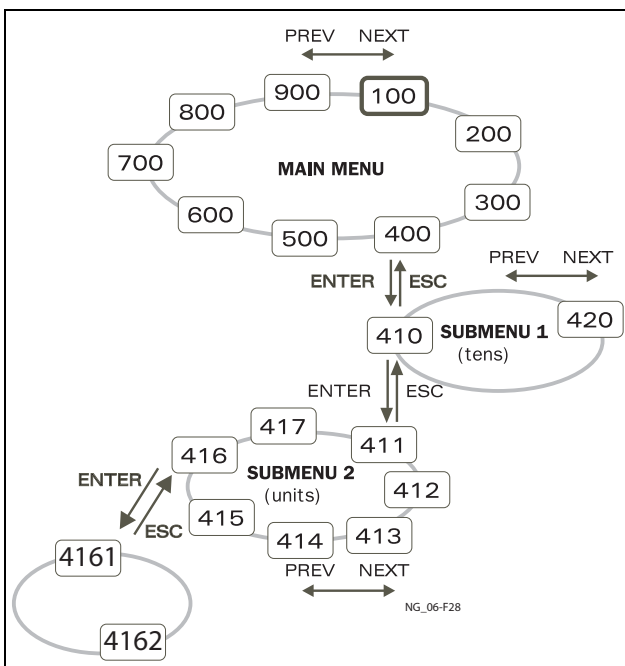 PREV NEXT
900 100
800 200
700 MAIN MENU
600 300
500 400
PREV NEXT
ENTER ESC
410 SUBMENU 1 420
(tens)
ENTER ESC
417 411
416 SUBMENU 2
ENTER (units) 412
ESC 415 413
414
4161 PREV NEXT
4162 NG_06-F28